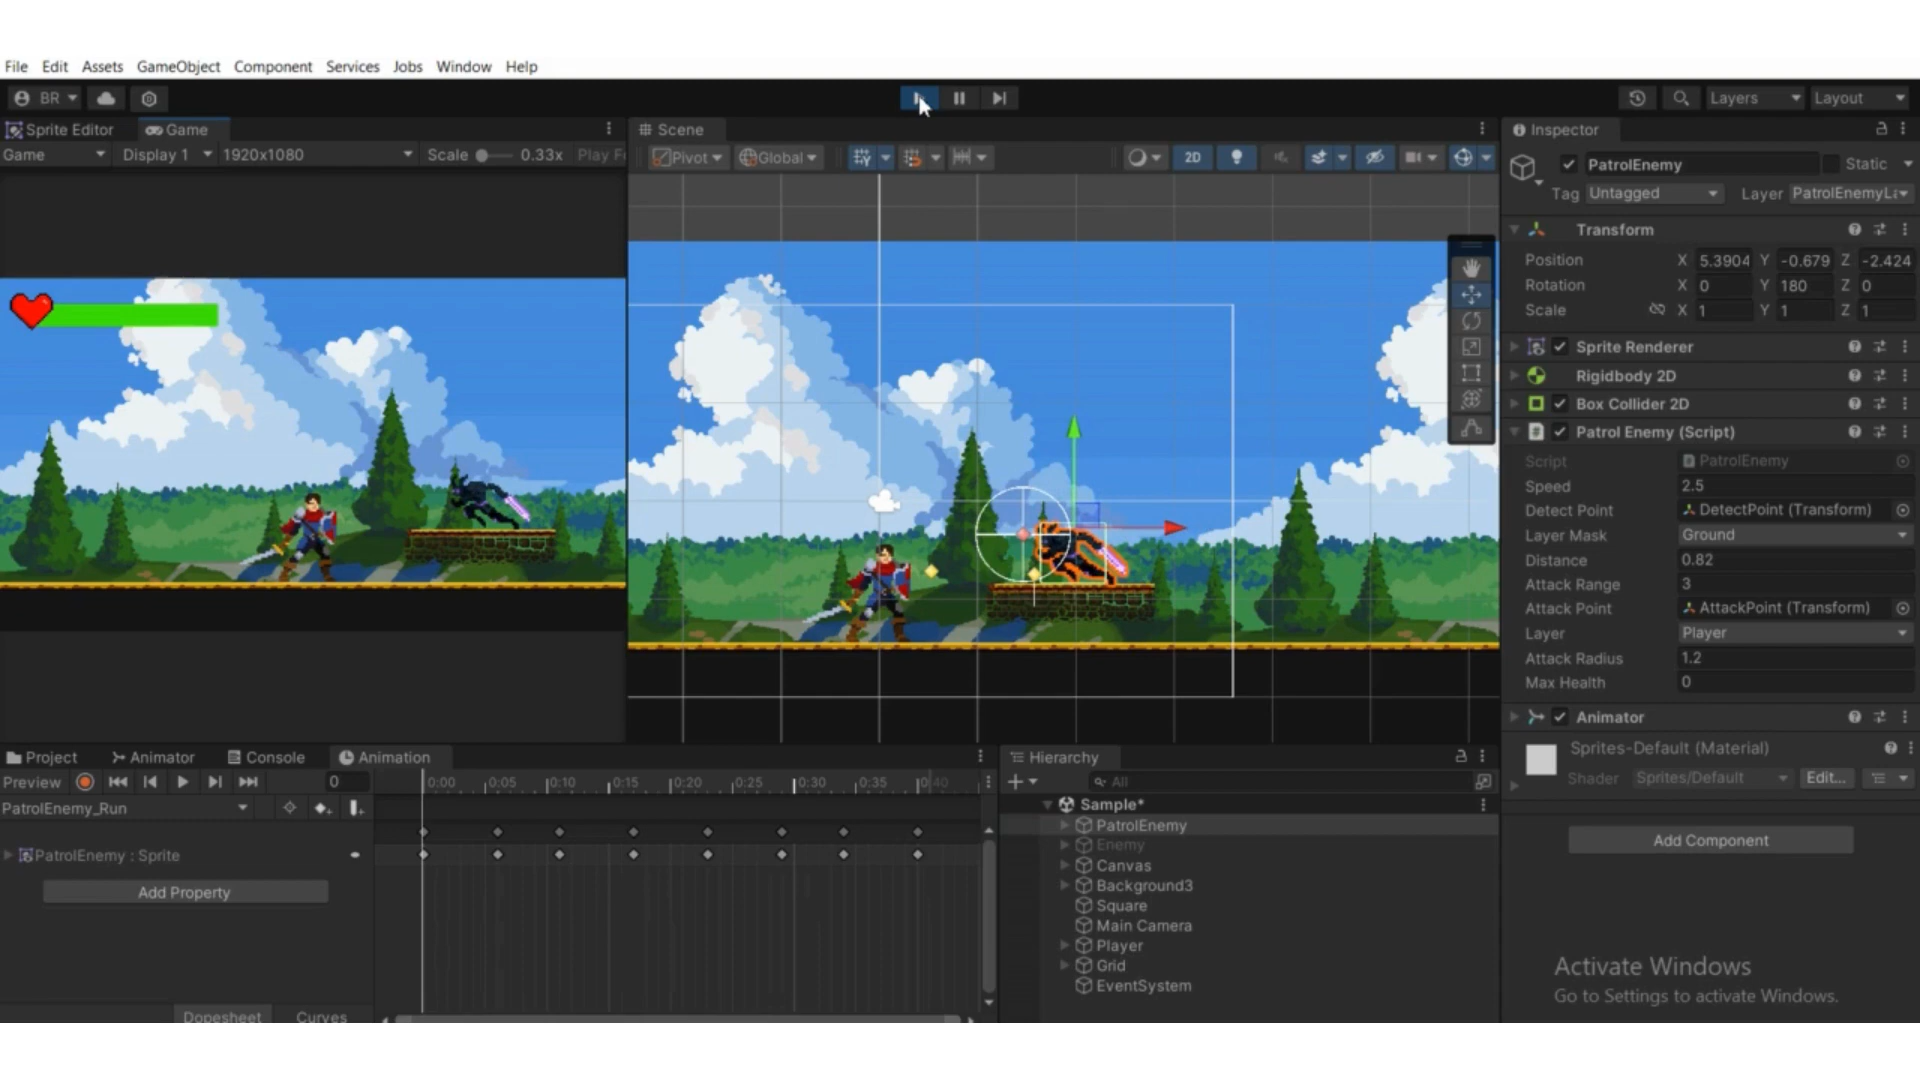 File Edit Assets GameObject Component Services Jobs Window Help
BR Layers Layout
Sprite Editor Game Scene Inspector
Game Display 1 1920x1080 Scale 0.33x Play F Pivot Global 2D
PatrolEnemy Static
Tag Untagged Layer PatrolEnemyL
Transform
Position X 5.3904 Y -0.679 Z -2.424
Rotation X 0 Y 180 Z 0
Scale X 1 Y 1 Z 1
Sprite Renderer
Rigidbody 2D
Box Collider 2D
Patrol Enemy (Script)
Script PatrolEnemy
Speed 2.5
Detect Point DetectPoint (Transform)
Layer Mask Ground
Distance 0.82
Attack Range 3
Attack Point AttackPoint (Transform)
Layer Player
Attack Radius 1.2
Max Health 0
Animator
Sprites-Default (Material)
Shader Sprites/Default Edit...
Add Component
Project Animator Console Animation
Preview 0 0:00 0:05 0:10 0:15 0:20 0:25 0:30 0:35 0:40
PatrolEnemy_Run
PatrolEnemy : Sprite
Add Property
Dopesheet Curves
Hierarchy
All
Sample*
PatrolEnemy
Enemy
Canvas
Background3
Square
Main Camera
Player
Grid
EventSystem
Activate Windows
Go to Settings to activate Windows.